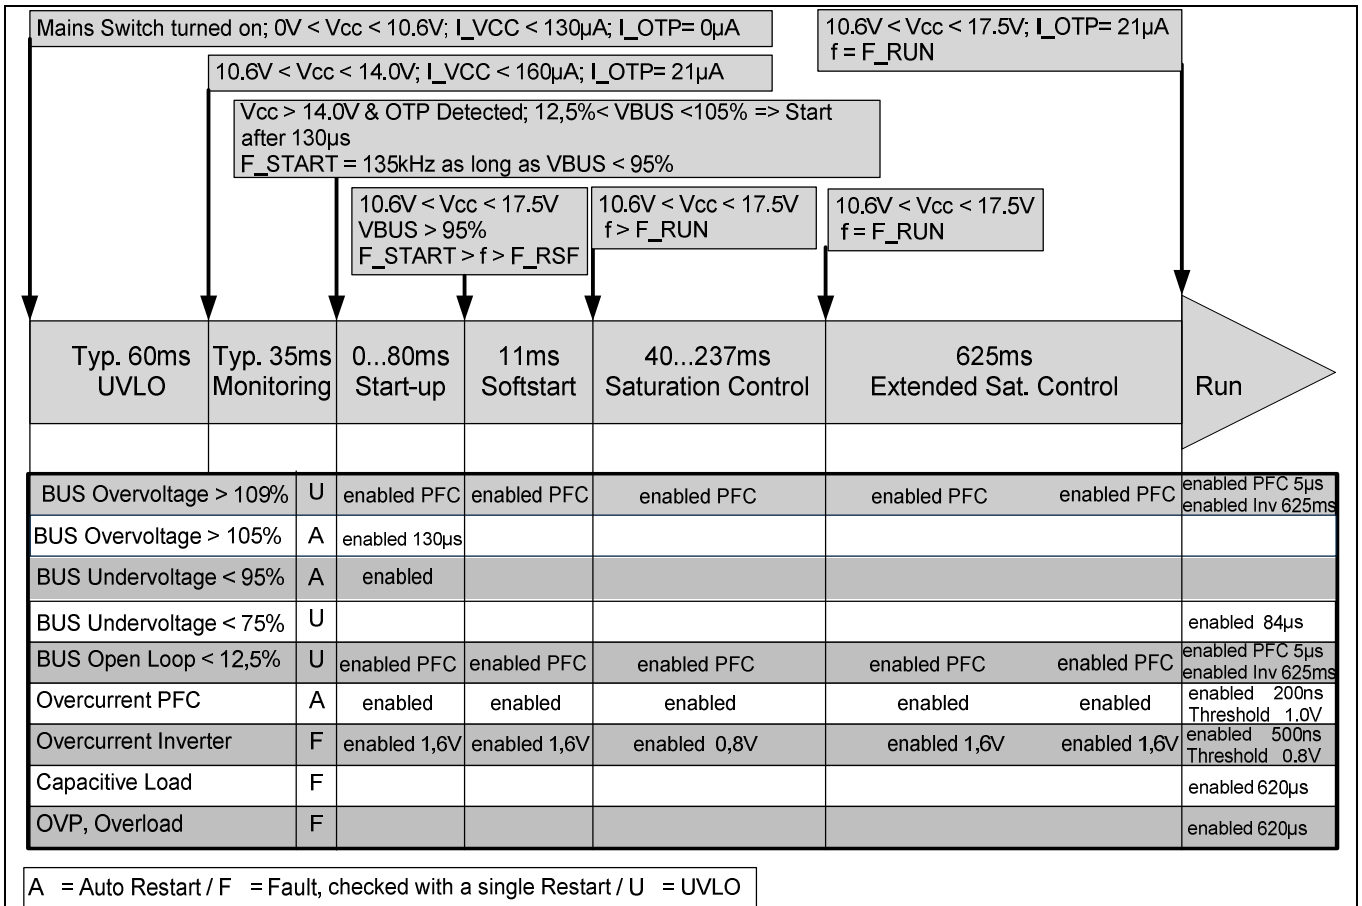 Mains Switch turned on; 0V < Vcc < 10.6V; I_VCC < 130µA; I_OTP= 0µA
10.6V < Vcc < 17.5V; I_OTP= 21µA
f = F_RUN
10.6V < Vcc < 14.0V; I_VCC < 160µA; I_OTP= 21µA
Vcc > 14.0V & OTP Detected; 12,5%< VBUS <105% => Start
after 130µs
F_START = 135kHz as long as VBUS < 95%
10.6V < Vcc < 17.5V
VBUS > 95%
F_START > f > F_RSF
10.6V < Vcc < 17.5V
f > F_RUN
10.6V < Vcc < 17.5V
f = F_RUN
Typ. 60ms
UVLO
Typ. 35ms
Monitoring
0...80ms
Start-up
11ms
Softstart
40...237ms
Saturation Control
625ms
Extended Sat. Control
Run
BUS Overvoltage > 109% U enabled PFC enabled PFC enabled PFC enabled PFC enabled PFC enabled PFC 5µs
enabled Inv 625ms
BUS Overvoltage > 105% A enabled 130µs
BUS Undervoltage < 95% A enabled
BUS Undervoltage < 75% U enabled 84µs
BUS Open Loop < 12,5% U enabled PFC enabled PFC enabled PFC enabled PFC enabled PFC enabled PFC 5µs
enabled Inv 625ms
Overcurrent PFC A enabled enabled enabled enabled enabled enabled 200ns
Threshold 1.0V
Overcurrent Inverter F enabled 1,6V enabled 1,6V enabled 0,8V enabled 1,6V enabled 1,6V enabled 500ns
Threshold 0.8V
Capacitive Load F enabled 620µs
OVP, Overload F enabled 620µs
A = Auto Restart / F = Fault, checked with a single Restart / U = UVLO